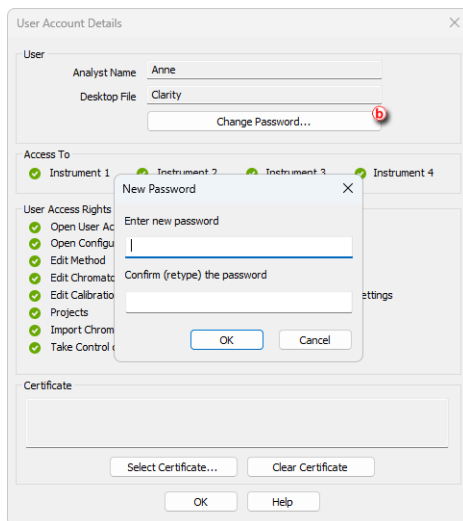 User Account Details
User
Analyst Name Anne
Desktop File Clarity
Change Password...
b
Access To
Instrument 1 Instrument 2 Instrument 3 Instrument 4
New Password
Enter new password
Confirm (retype) the password
OK Cancel
User Access Rights
Open User Ac
Open Configu
Edit Method
Edit Chromato
Edit Calibratio ettings
Projects
Import Chrom
Take Control
Certificate
Select Certificate... Clear Certificate
OK Help